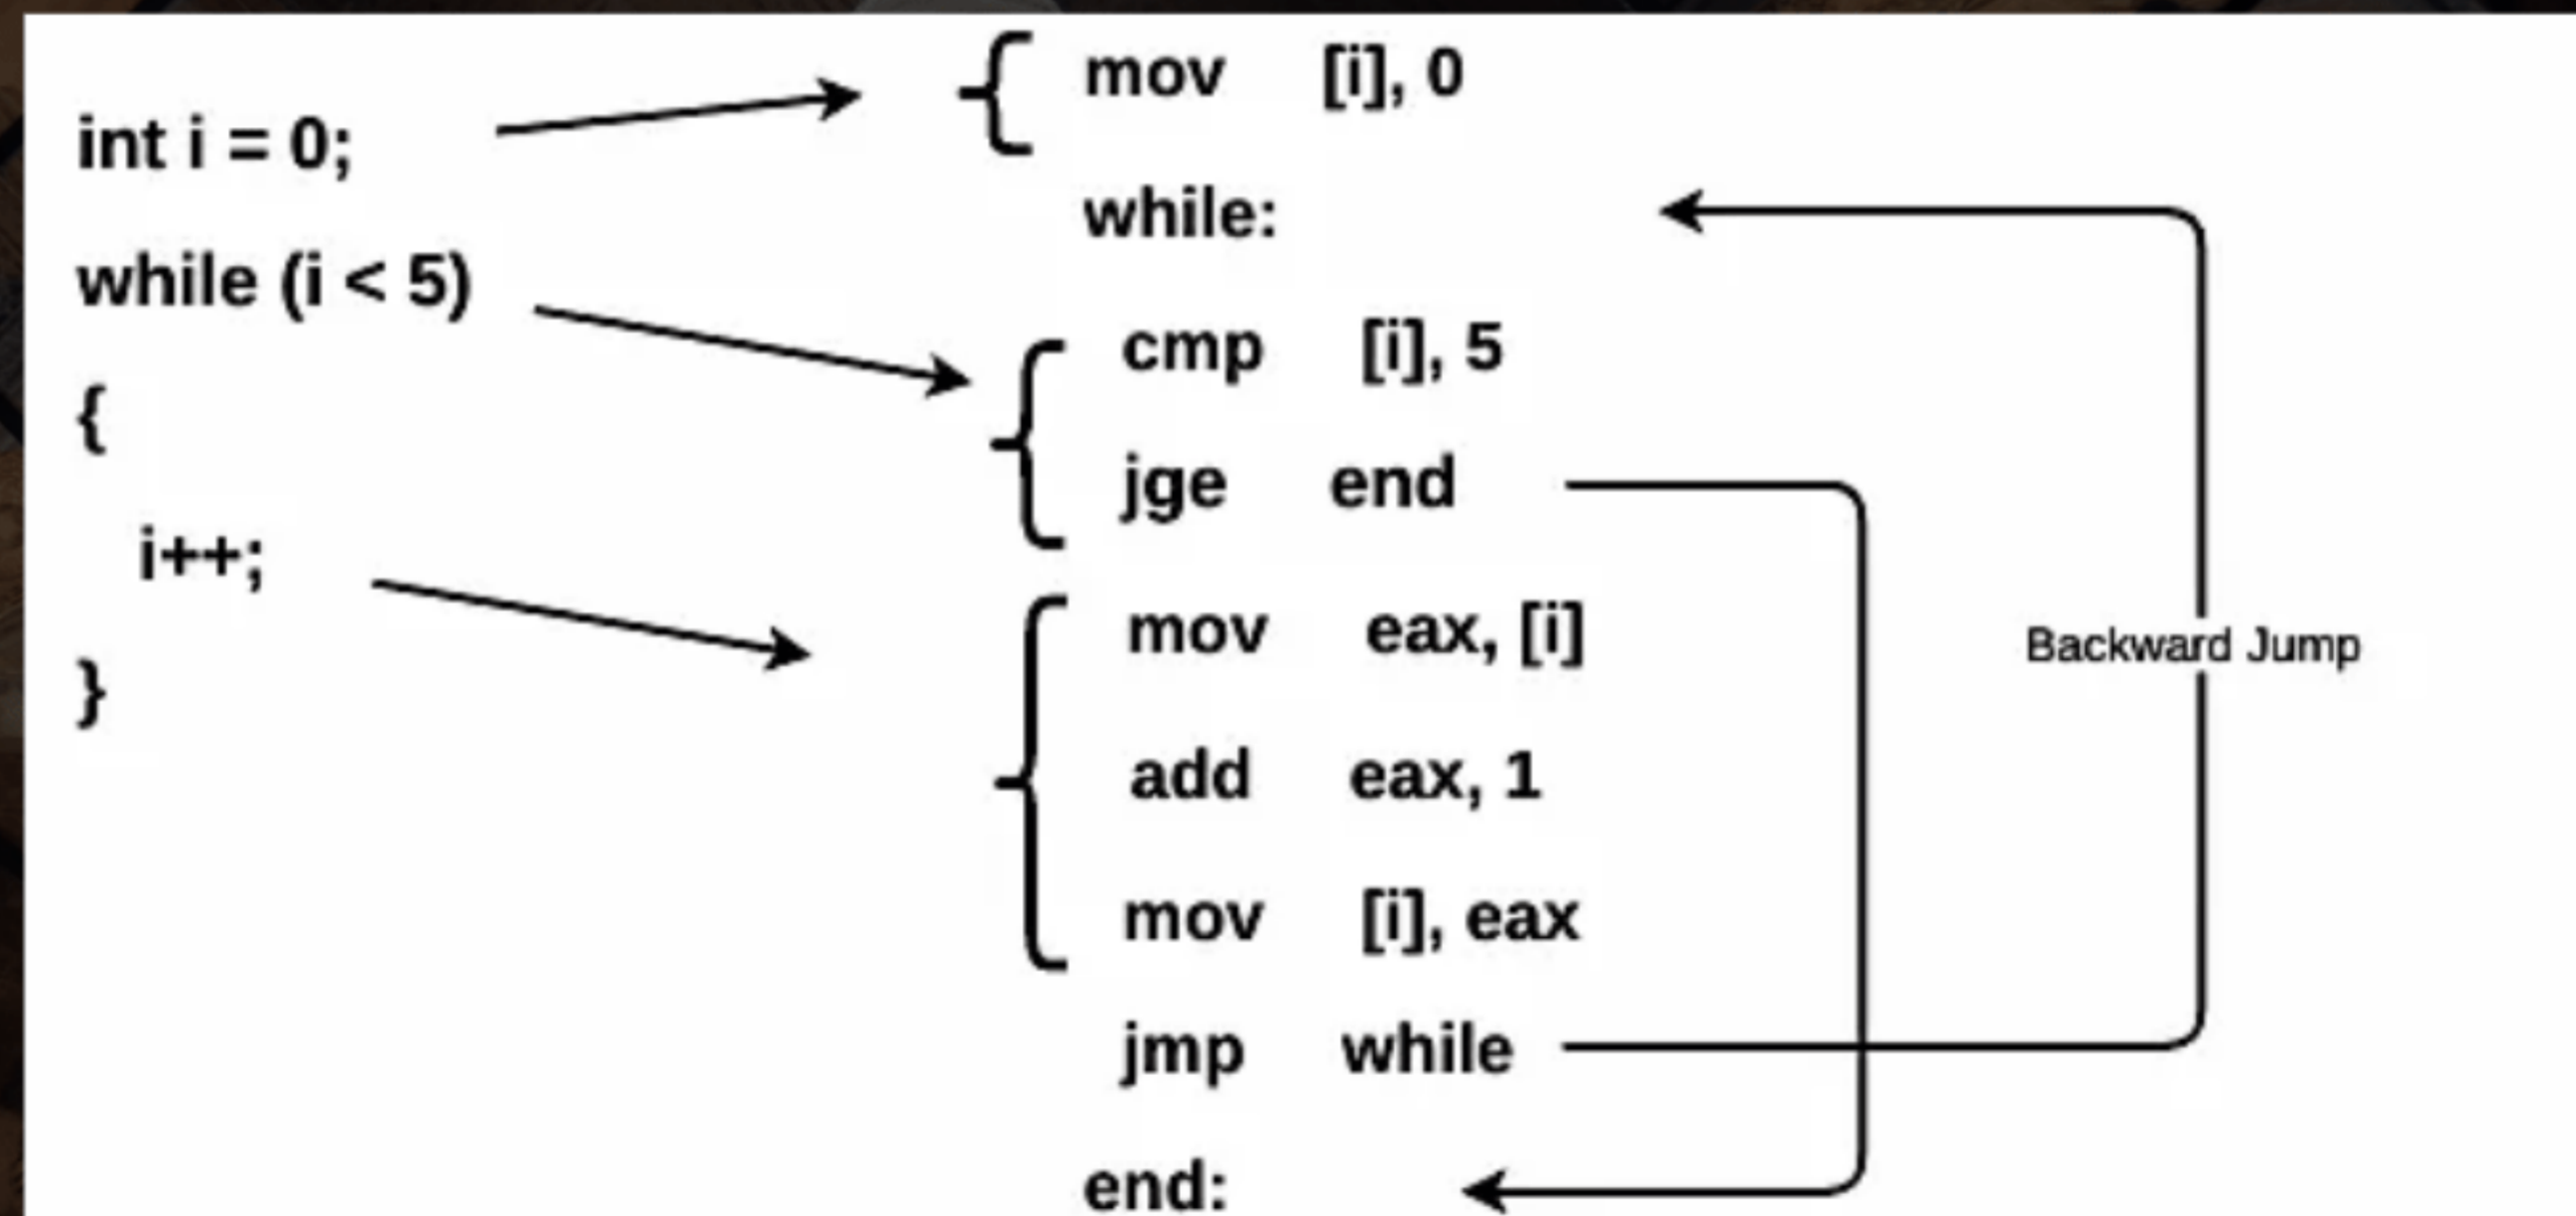 int i = 0;
while (i < 5)
{
i++;
}
mov [i], 0
while:
cmp [i], 5
jge end
mov eax, [i]
add eax, 1
mov [i], eax
jmp while
end:
Backward Jump